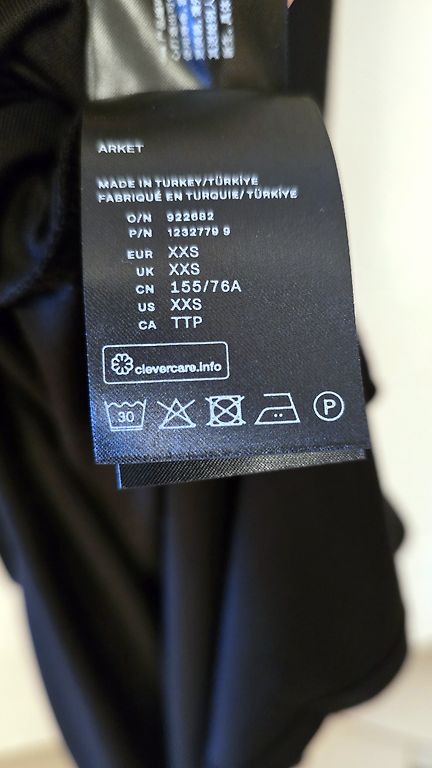 ARKET
MADE IN TURKEY/TÜRKİYE
FABRIQUÉ EN TURQUIE/ TÜRKİYE
O/N 922682
P/N 1232779 9
EUR XXS
UK XXS
CN 155/76A
US XXS
CA TTP
clevercare.info
30
P